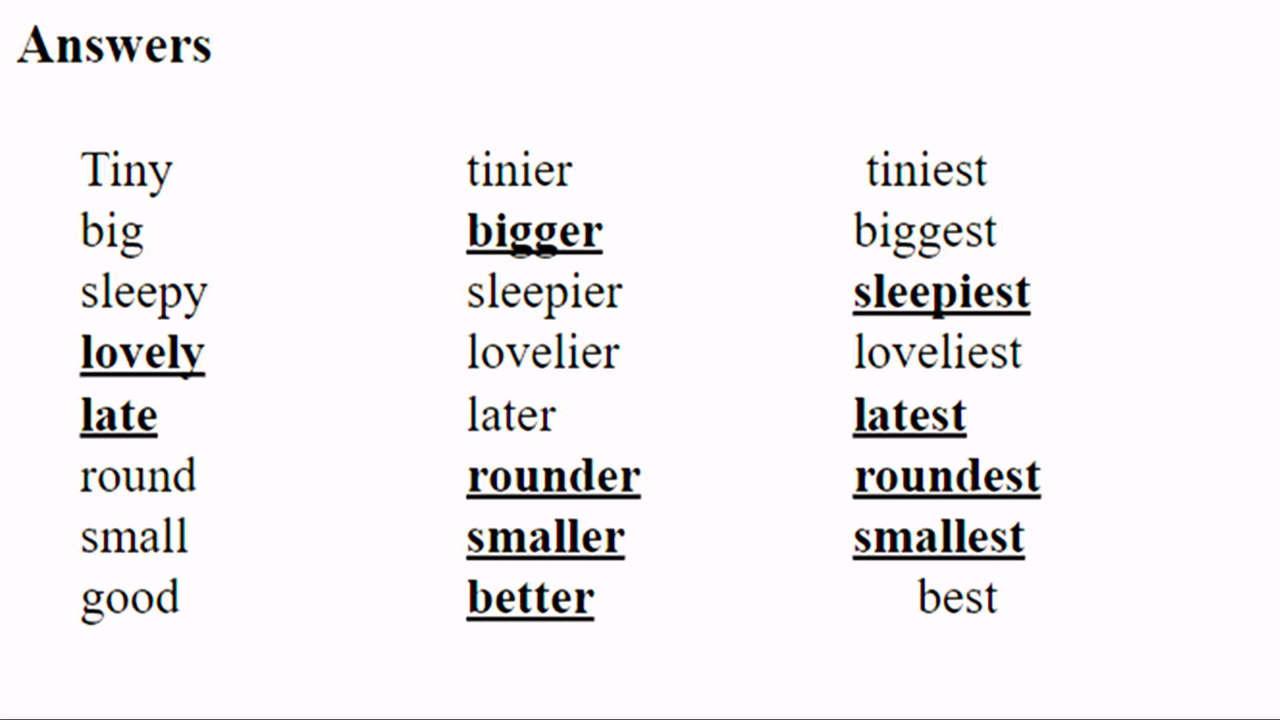 Answers
Tiny tinier tiniest
big bigger biggest
sleepy sleepier sleepiest
lovely lovelier loveliest
late later latest
round rounder roundest
small smaller smallest
good better best